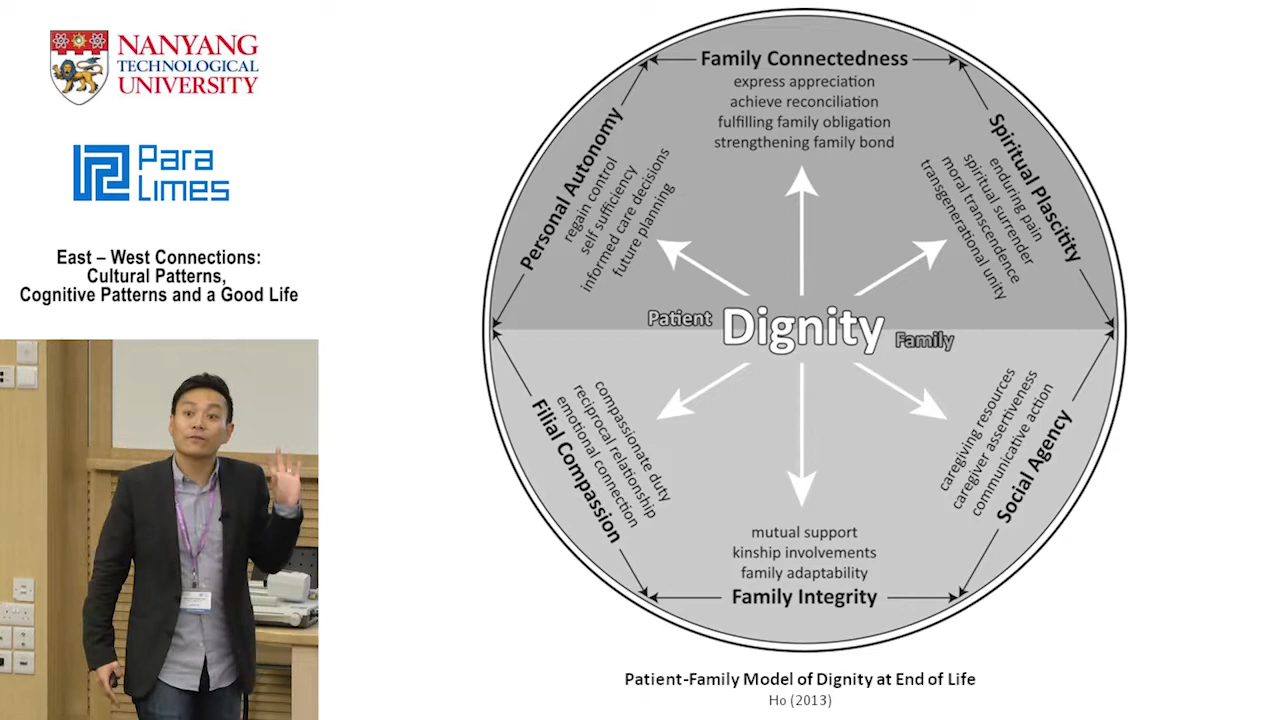 NANYANG
TECHNOLOGICAL
UNIVERSITY
Para
Limes
East – West Connections:
Cultural Patterns,
Cognitive Patterns and a Good Life
Family Connectedness
express appreciation
achieve reconciliation
fulfilling family obligation
strengthening family bond
Personal Autonomy
regain control
self sufficiency
informed care decisions
future planning
Spiritual Plascitity
enduring pain
spiritual surrender
moral transcendence
transgenerational unity
Patient
Dignity
Family
Filial Compassion
compassionate duty
reciprocal relationship
emotional connection
caregiving resources
caregiver assertiveness
communicative action
Social Agency
mutual support
kinship involvements
family adaptability
Family Integrity
Patient-Family Model of Dignity at End of Life
Ho (2013)